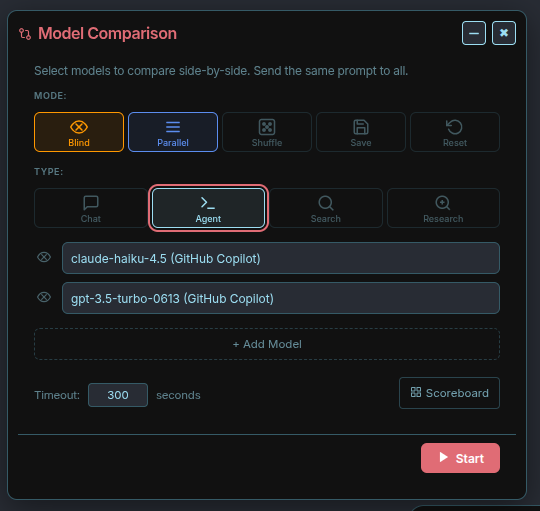 Model Comparison
Select models to compare side-by-side. Send the same prompt to all.
MODE:
Blind
Parallel
Shuffle
Save
Reset
TYPE:
Chat
Agent
Search
Research
claude-haiku-4.5 (GitHub Copilot)
gpt-3.5-turbo-0613 (GitHub Copilot)
+ Add Model
Timeout: 300 seconds
Scoreboard
Start